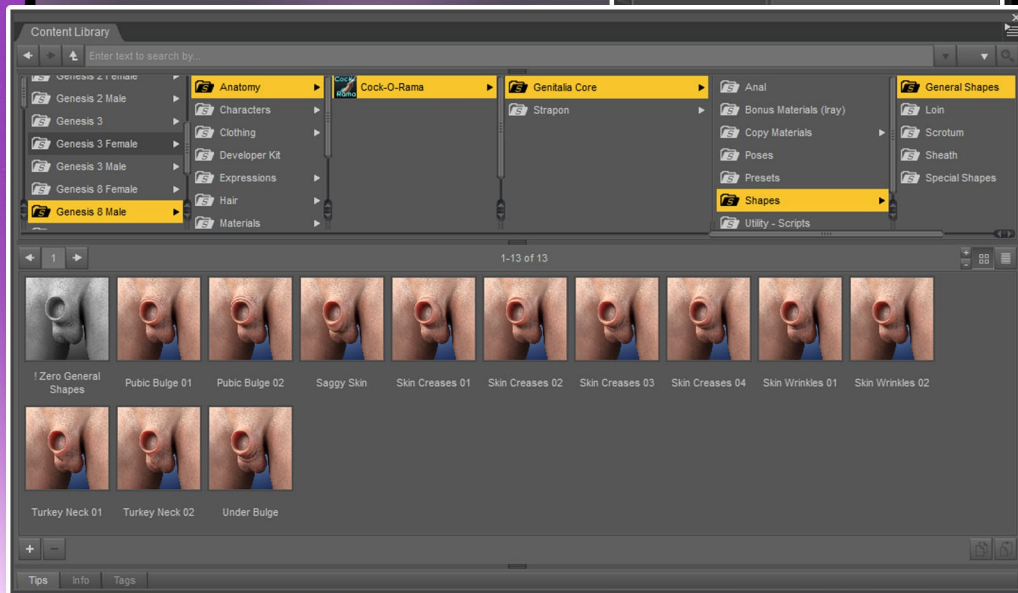 Content Library
Enter text to search by...
Genesis 2 Female
Genesis 2 Male
Genesis 3
Genesis 3 Female
Genesis 3 Male
Genesis 8 Female
Genesis 8 Male
Anatomy
Characters
Clothing
Developer Kit
Expressions
Hair
Materials
Cock-O-Rama
Genitalia Core
Strapon
Anal
Bonus Materials (Iray)
Copy Materials
Poses
Presets
Shapes
Utility - Scripts
General Shapes
Loin
Scrotum
Sheath
Special Shapes
1
1-13 of 13
! Zero General
Shapes
Pubic Bulge 01
Pubic Bulge 02
Saggy Skin
Skin Creases 01
Skin Creases 02
Skin Creases 03
Skin Creases 04
Skin Wrinkles 01
Skin Wrinkles 02
Turkey Neck 01
Turkey Neck 02
Under Bulge
Tips
Info
Tags